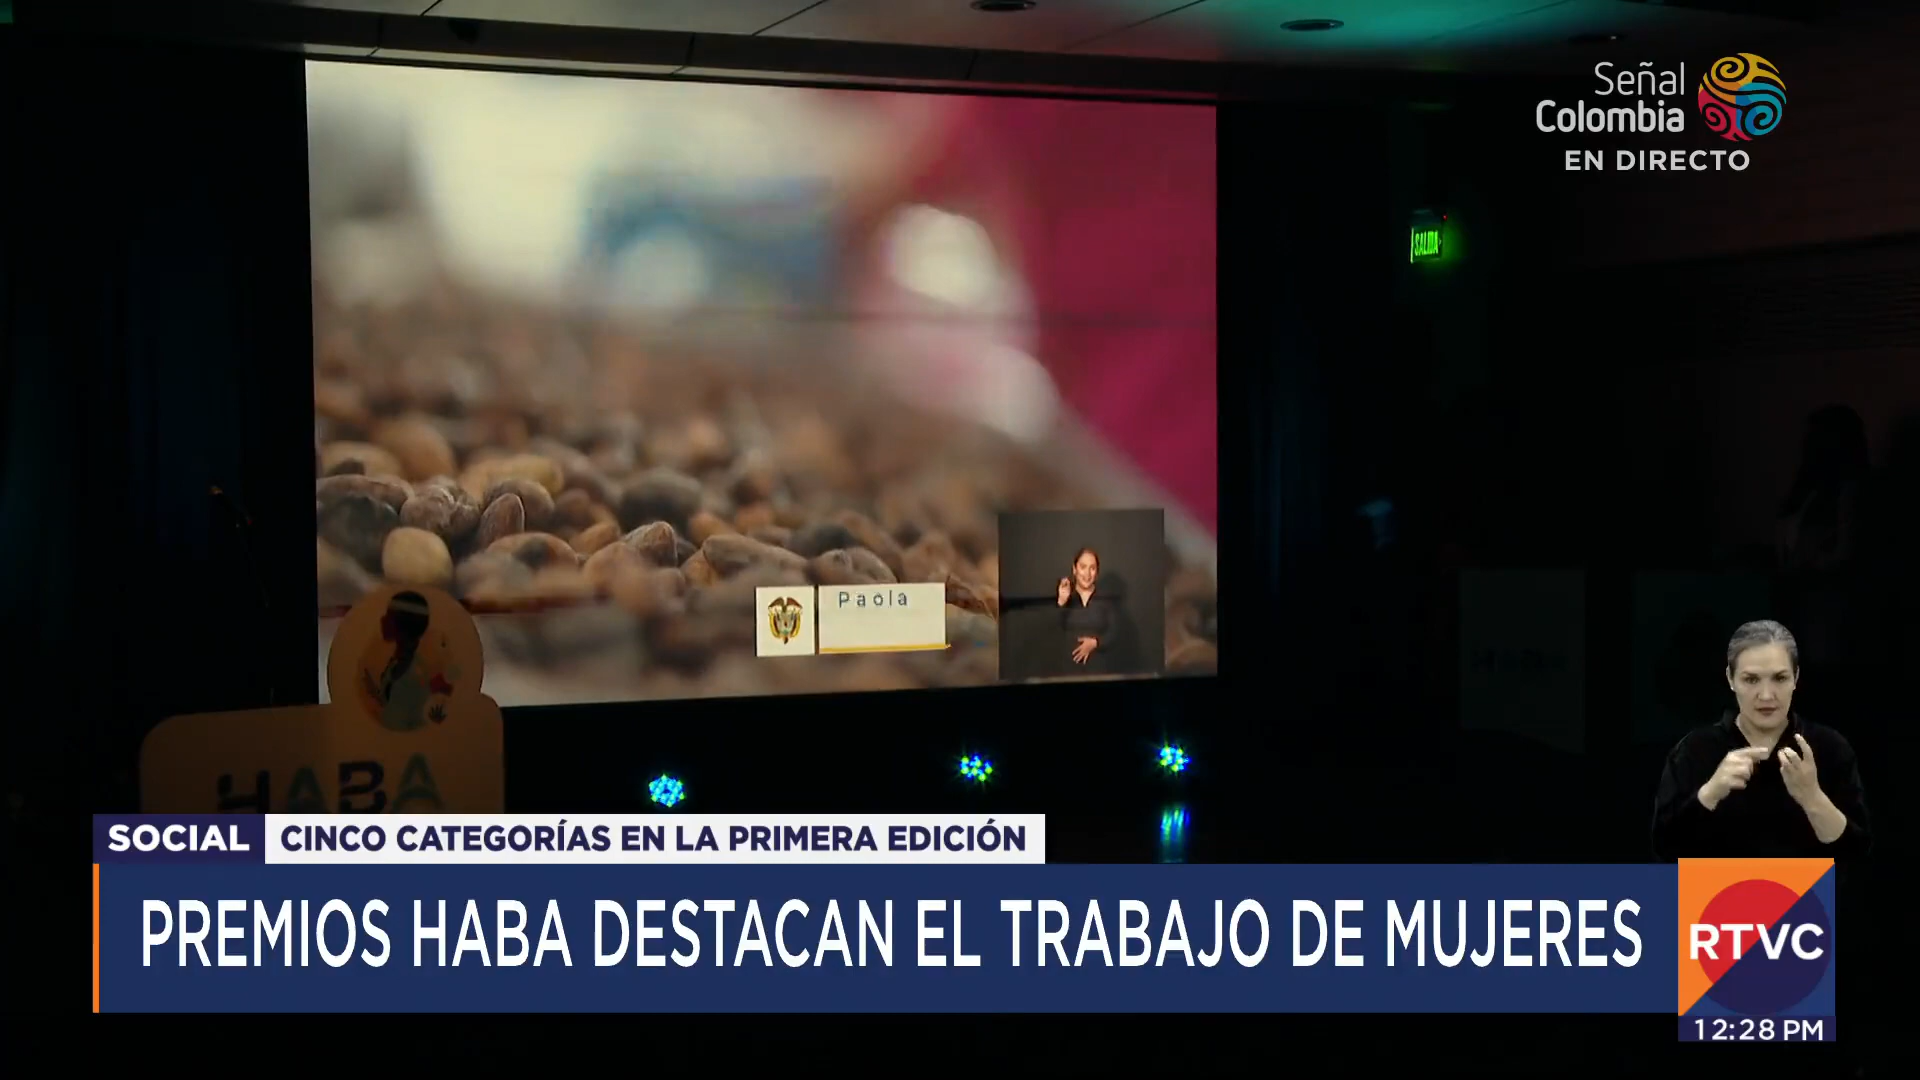 Señal
Colombia
EN DIRECTO
SALIDA
Paola
HABA
SOCIAL CINCO CATEGORÍAS EN LA PRIMERA EDICIÓN
PREMIOS HABA DESTACAN EL TRABAJO DE MUJERES
RTVC
12:28 PM